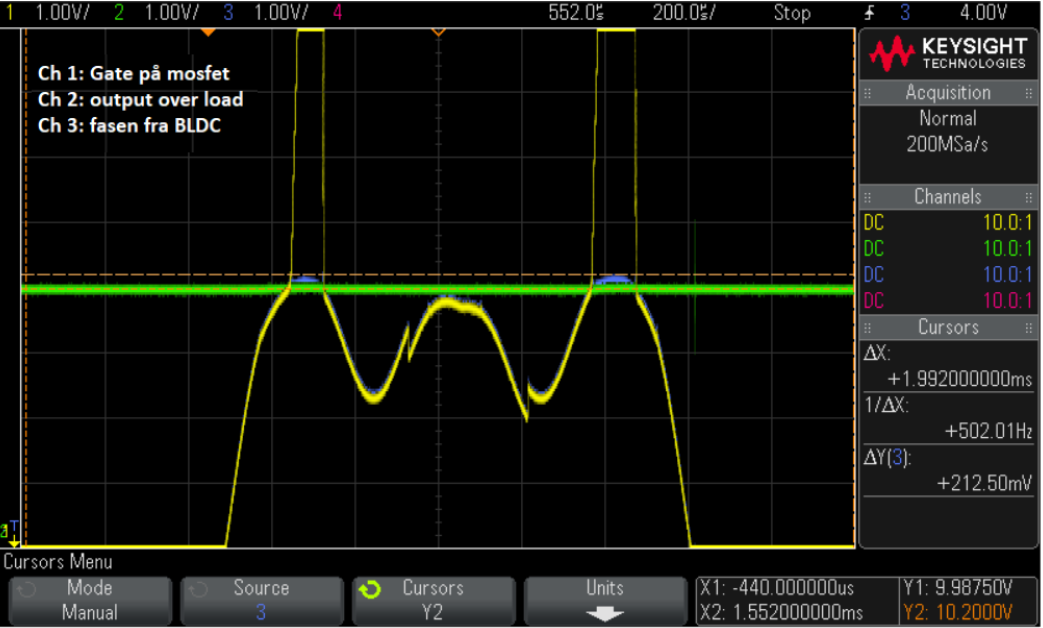 1 1.00V/ 2 1.00V/ 3 1.00V/ 4 552.0us 200.0us/ Stop 3 4.00V
Ch 1: Gate på mosfet
Ch 2: output over load
Ch 3: fasen fra BLDC
KEYSIGHT
TECHNOLOGIES
Acquisition
Normal
200MSa/s
Channels
DC 10.0:1
DC 10.0:1
DC 10.0:1
DC 10.0:1
Cursors
ΔX:
+1.992000000ms
1/ΔX:
+502.01Hz
ΔY(3):
+212.50mV
Cursors Menu
Mode
Manual
Source
3
Cursors
Y2
Units
X1: -440.000000us
X2: 1.552000000ms
Y1: 9.98750V
Y2: 10.2000V